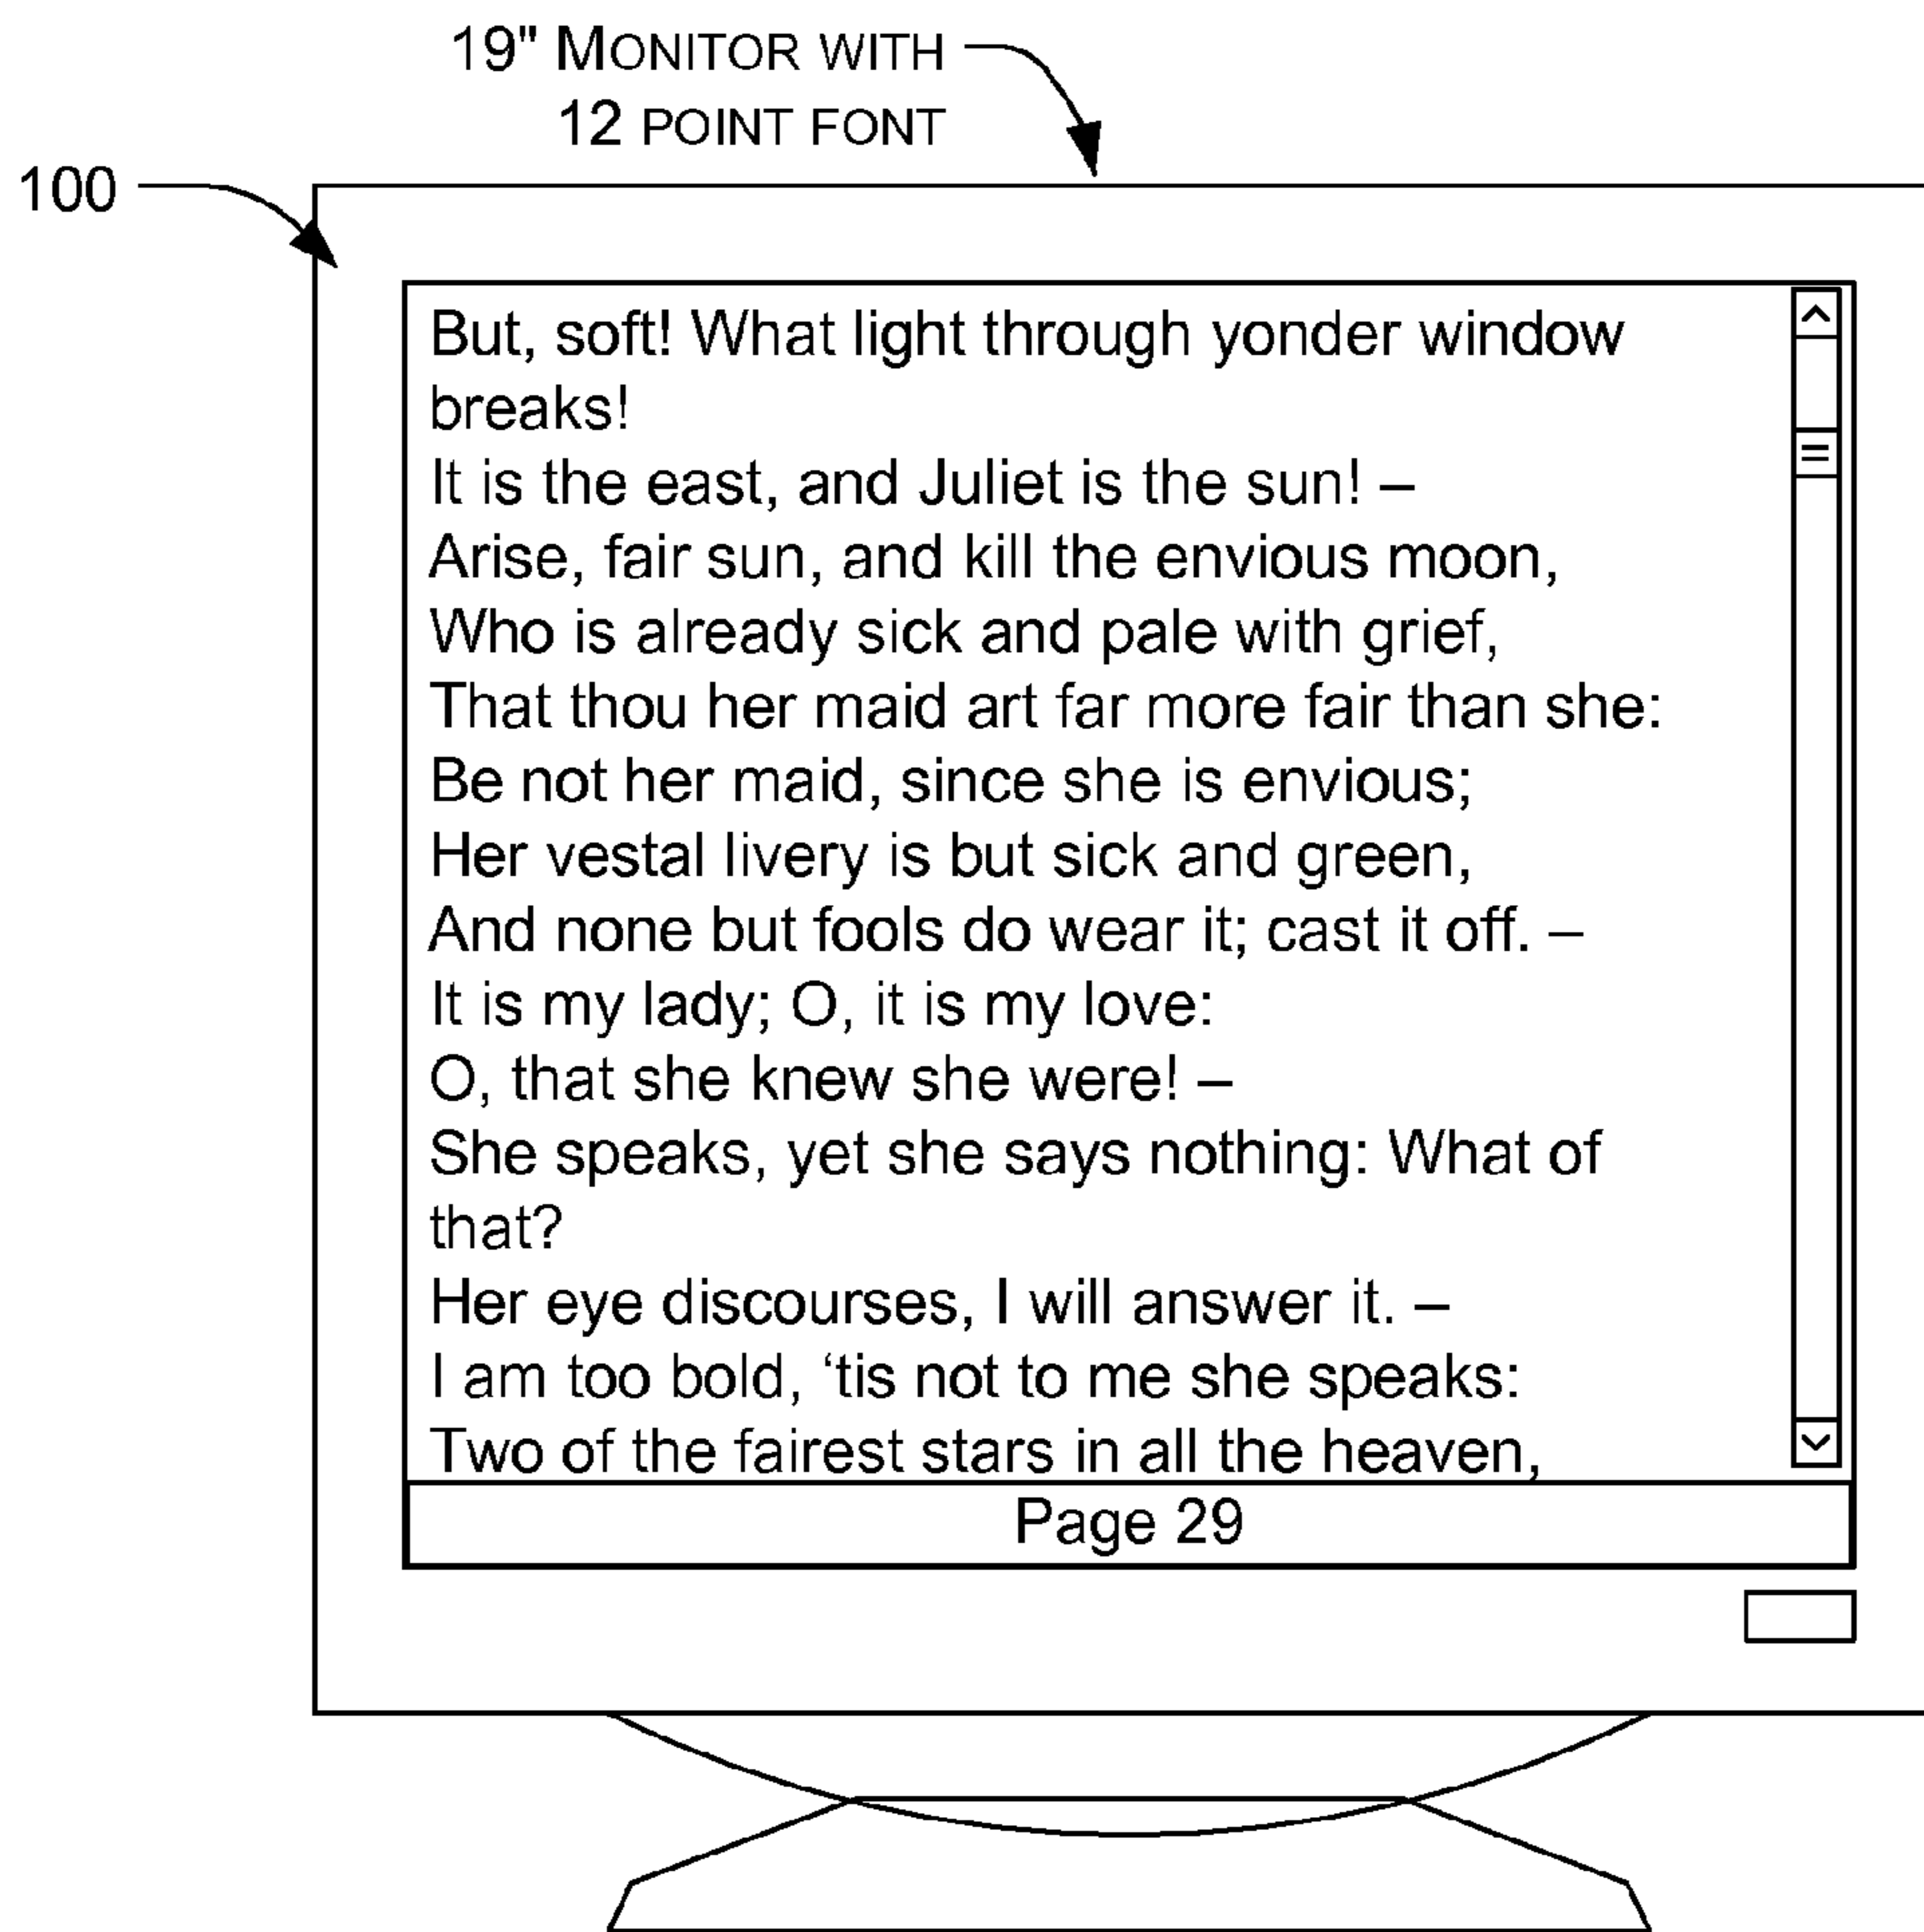 19" MONITOR WITH
12 POINT FONT
100
But, soft! What light through yonder window
breaks!
It is the east, and Juliet is the sun! –
Arise, fair sun, and kill the envious moon,
Who is already sick and pale with grief,
That thou her maid art far more fair than she:
Be not her maid, since she is envious;
Her vestal livery is but sick and green,
And none but fools do wear it; cast it off. –
It is my lady; O, it is my love:
O, that she knew she were! –
She speaks, yet she says nothing: What of
that?
Her eye discourses, I will answer it. –
I am too bold, ‘tis not to me she speaks:
Two of the fairest stars in all the heaven,
Page 29